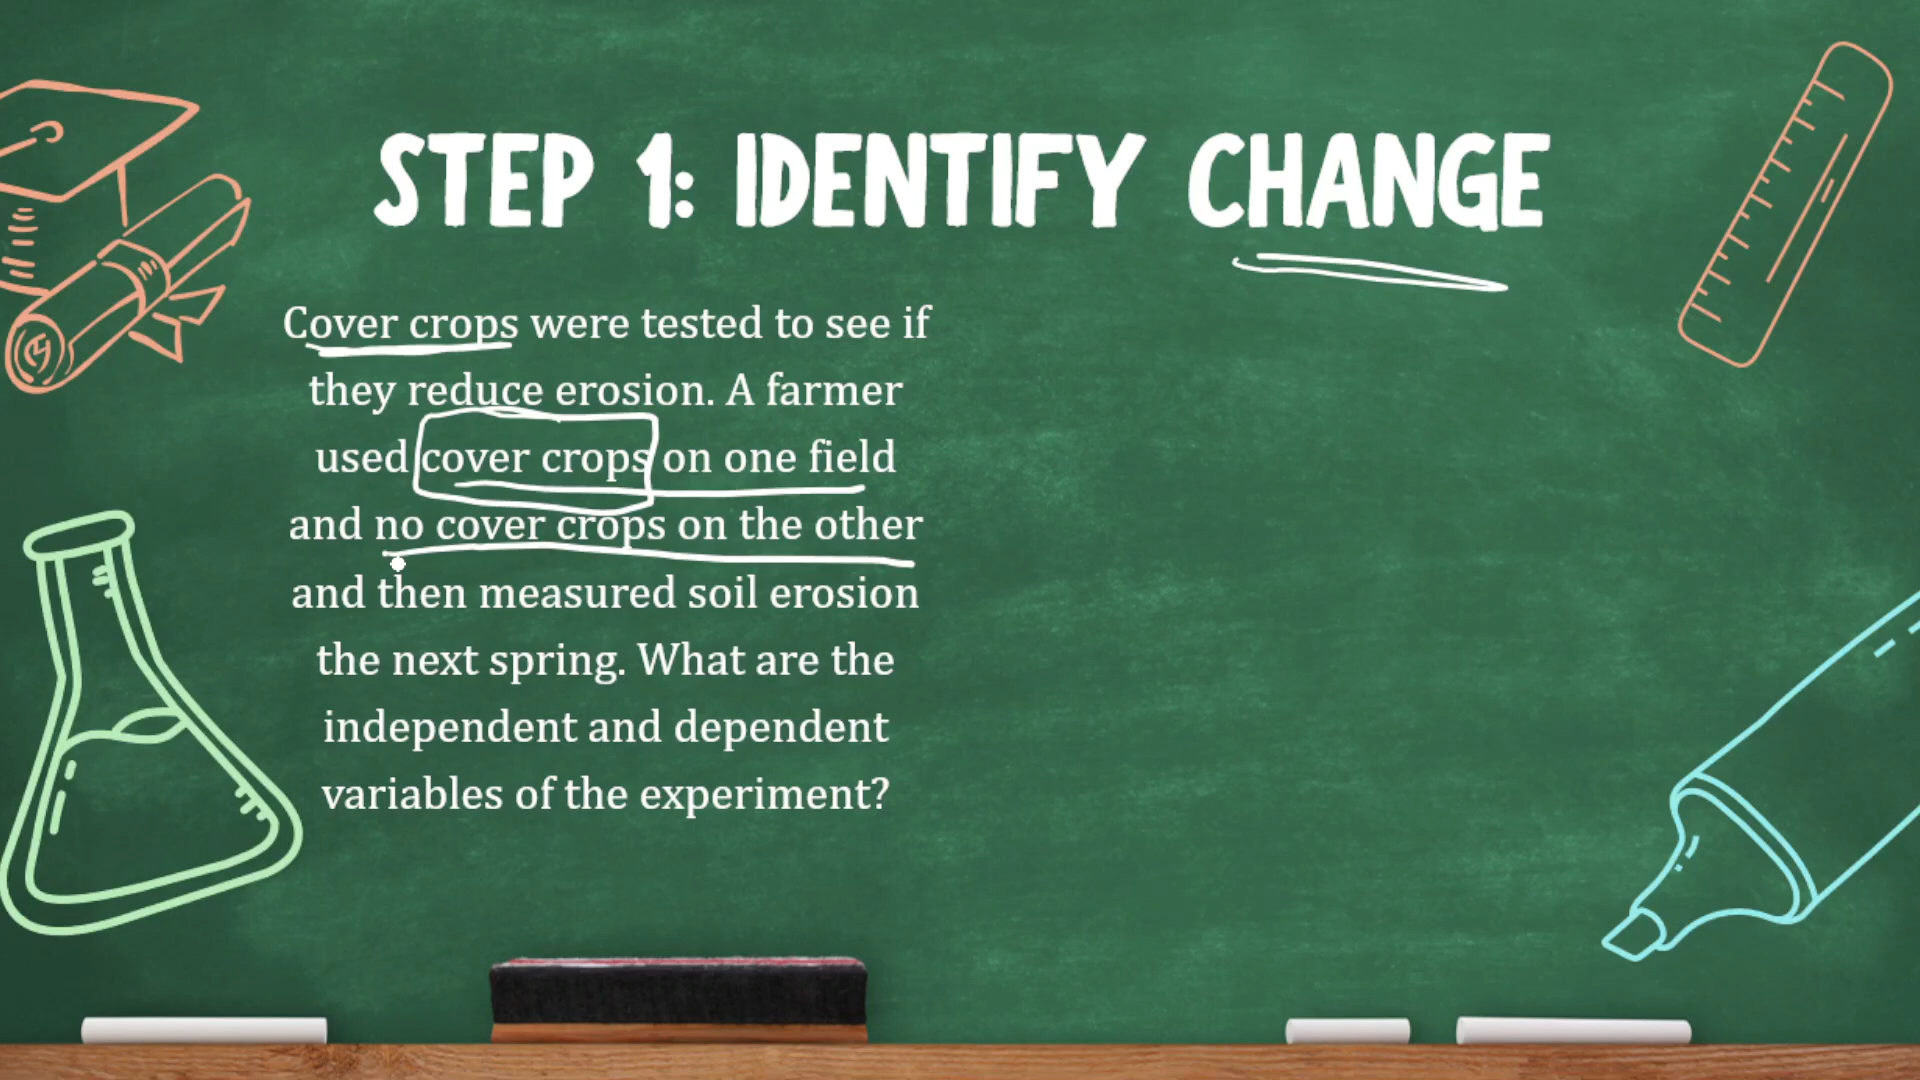 STEP 1: IDENTIFY CHANGE
Cover crops were tested to see if
they reduce erosion. A farmer
used cover crops on one field
and no cover crops on the other
and then measured soil erosion
the next spring. What are the
independent and dependent
variables of the experiment?